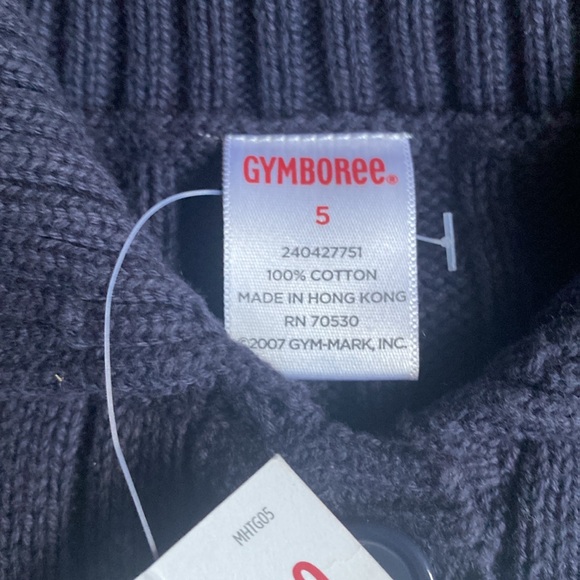 GYMBORee®
5
240427751
100% COTTON
MADE IN HONG KONG
RN 70530
©2007 GYM-MARK, INC.
MHTG05